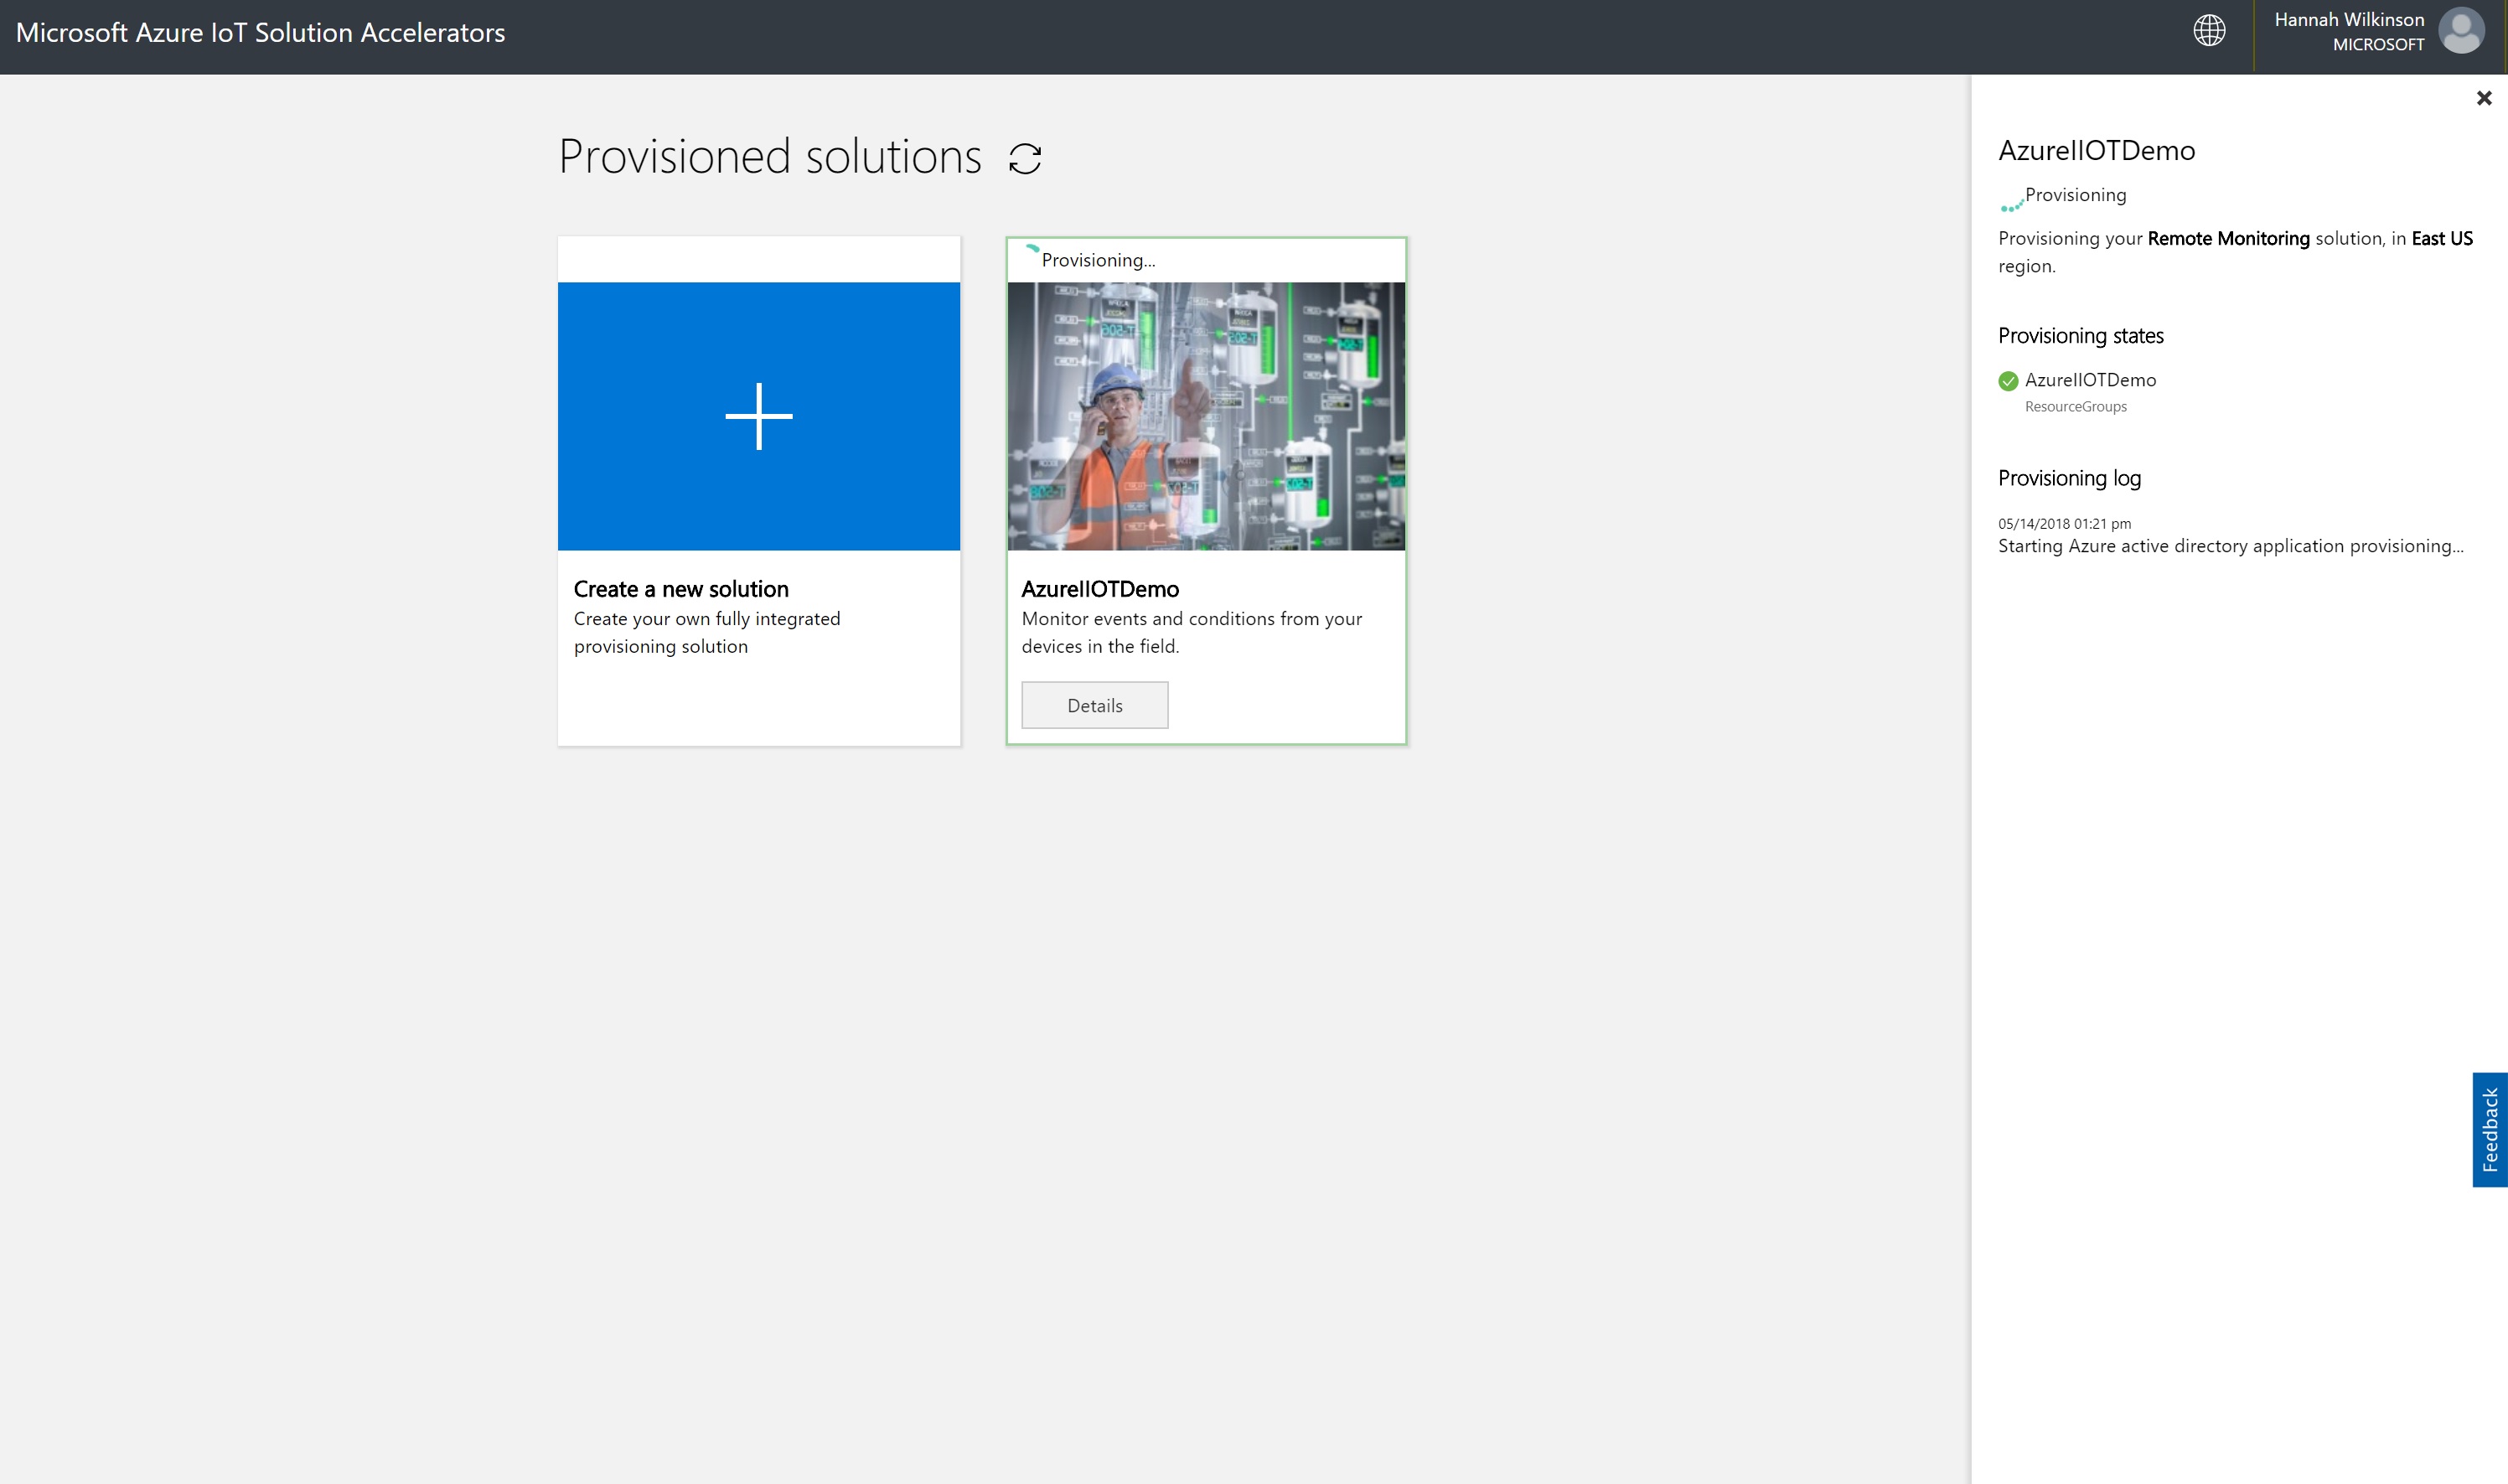 Microsoft Azure IoT Solution Accelerators
Hannah Wilkinson
MICROSOFT
Provisioned solutions
Create a new solution
Create your own fully integrated
provisioning solution
Provisioning...
AzureIIOTDemo
Monitor events and conditions from your
devices in the field.
Details
AzureIIOTDemo
Provisioning
Provisioning your Remote Monitoring solution, in East US
region.
Provisioning states
AzureIIOTDemo
ResourceGroups
Provisioning log
05/14/2018 01:21 pm
Starting Azure active directory application provisioning...
Feedback